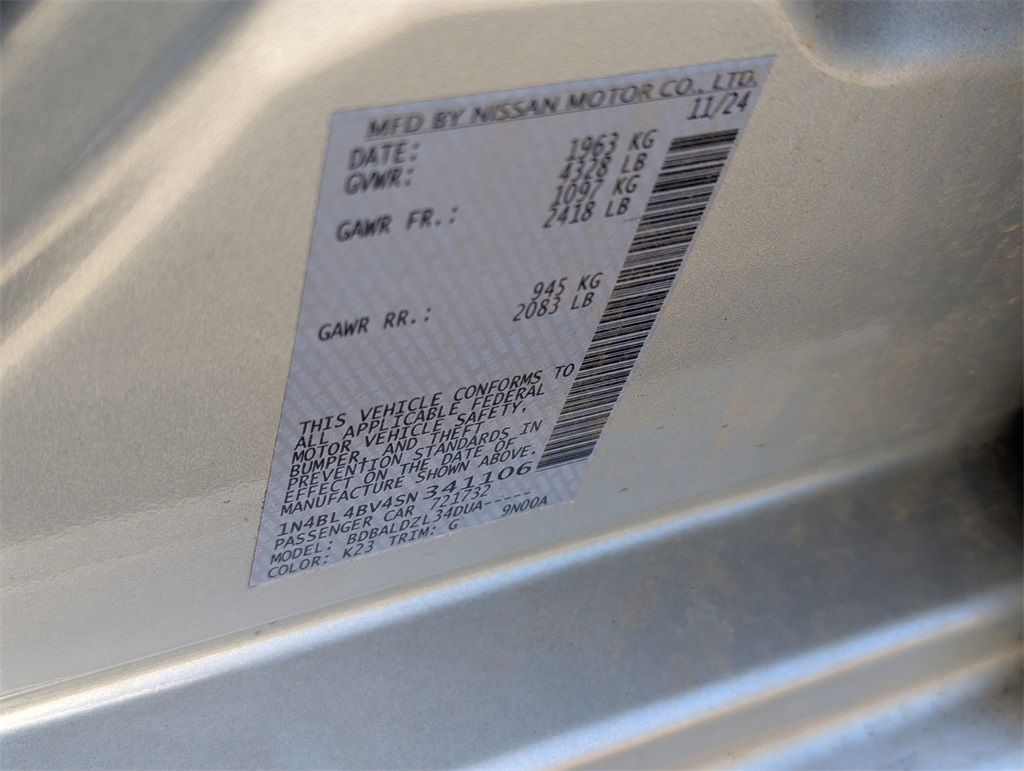 MFD BY NISSAN MOTOR CO., LTD.
DATE: 11/24
GVWR: 1963 KG
4328 LB
GAWR FR.: 1097 KG
2418 LB
GAWR RR.: 945 KG
2083 LB
THIS VEHICLE CONFORMS TO
ALL APPLICABLE FEDERAL
MOTOR VEHICLE SAFETY,
BUMPER, AND THEFT
PREVENTION STANDARDS IN
EFFECT ON THE DATE OF
MANUFACTURE SHOWN ABOVE.
1N4BL4BV4SN341106
PASSENGER CAR 721732
MODEL: BDBALDZL34DUA-----
COLOR: K23 TRIM: G 9N00A